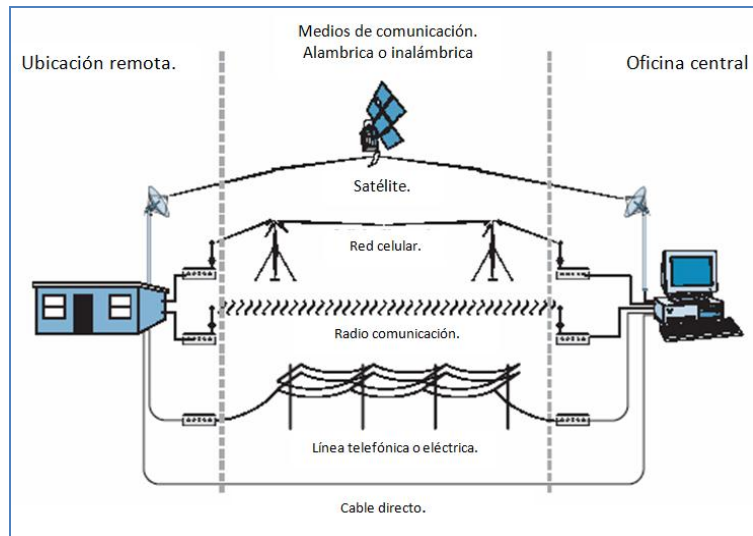 Medios de comunicación.
Alambrica o inalámbrica
Ubicación remota.
Oficina central
Satélite.
Red celular.
Radio comunicación.
Línea telefónica o eléctrica.
Cable directo.